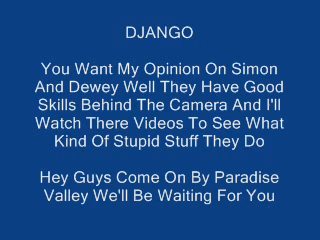 DJANGO
You Want My Opinion On Simon
And Dewey Well They Have Good
Skills Behind The Camera And I'll
Watch There Videos To See What
Kind Of Stupid Stuff They Do
Hey Guys Come On By Paradise
Valley We'll Be Waiting For You